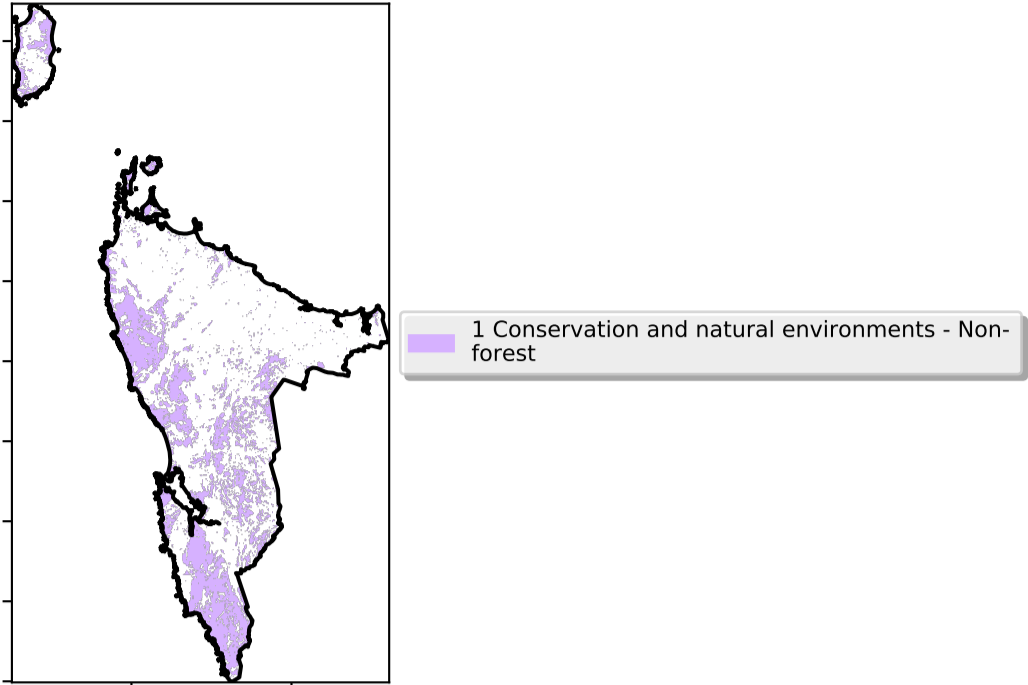 1 Conservation and natural environments - Non-
forest